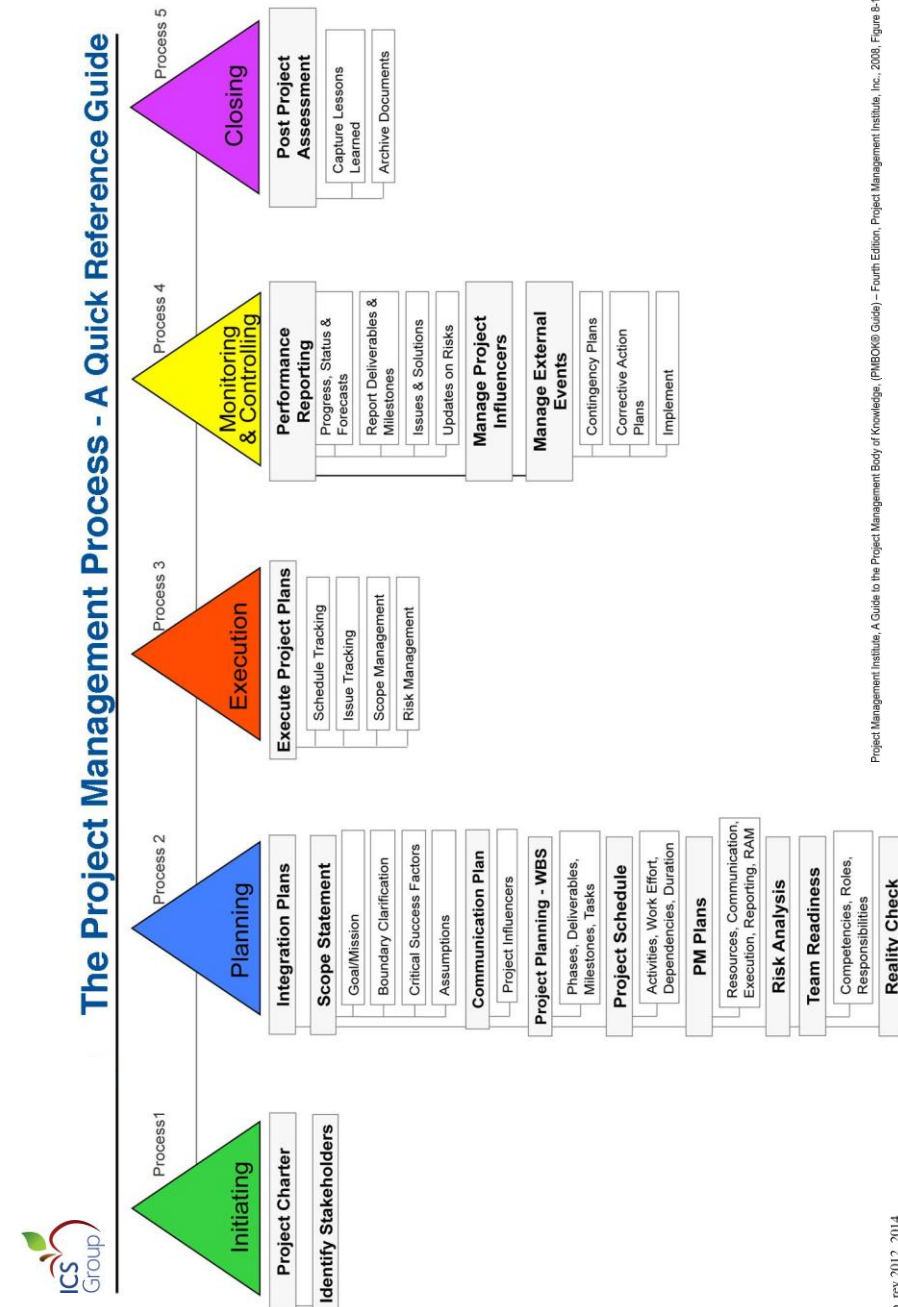 ICS
Group
The Project Management Process - A Quick Reference Guide
Process1
Initiating
Project Charter
Identify Stakeholders
Process 2
Planning
Integration Plans
Scope Statement
Goal/Mission
Boundary Clarification
Critical Success Factors
Assumptions
Communication Plan
Project Influencers
Project Planning - WBS
Phases, Deliverables,
Milestones, Tasks
Project Schedule
Activities, Work Effort,
Dependencies, Duration
PM Plans
Resources, Communication,
Execution, Reporting, RAM
Risk Analysis
Team Readiness
Competencies, Roles,
Responsibilities
Reality Check
Process 3
Execution
Execute Project Plans
Schedule Tracking
Issue Tracking
Scope Management
Risk Management
Process 4
Monitoring
& Controlling
Performance
Reporting
Progress, Status &
Forecasts
Report Deliverables &
Milestones
Issues & Solutions
Updates on Risks
Manage Project
Influencers
Manage External
Events
Contingency Plans
Corrective Action
Plans
Implement
Process 5
Closing
Post Project
Assessment
Capture Lessons
Learned
Archive Documents
Project Management Institute, A Guide to the Project Management Body of Knowledge, (PMBOK® Guide) – Fourth Edition, Project Management Institute, Inc., 2008, Figure 8-1
rev 2012, 2014